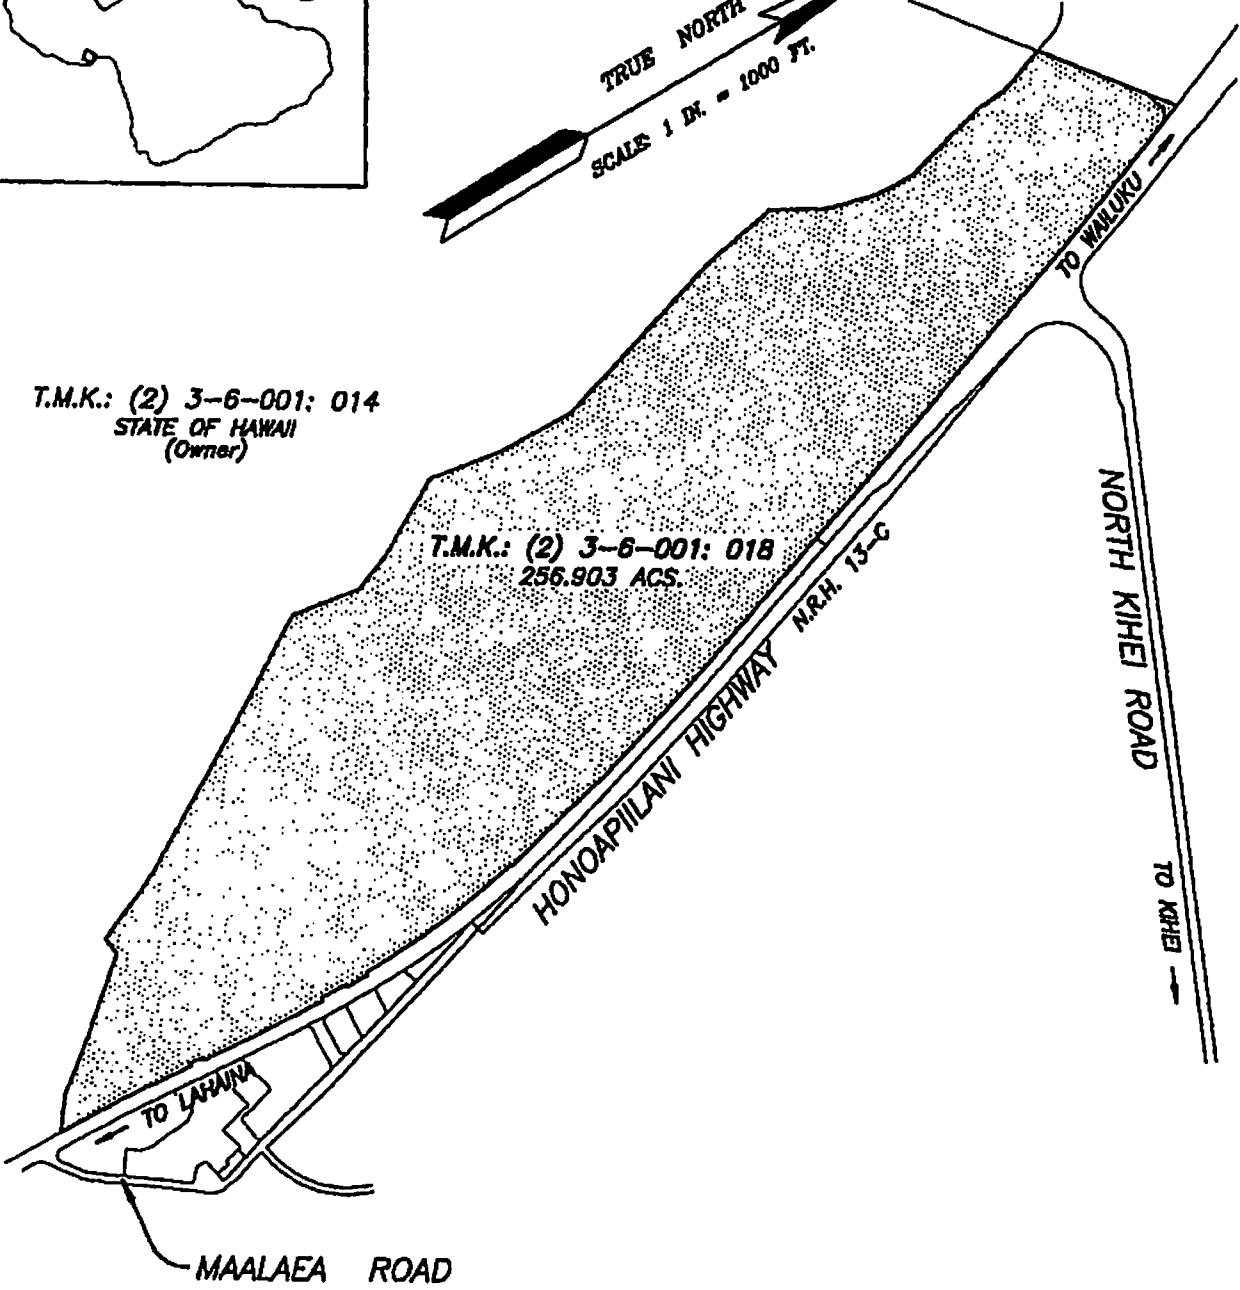 TRUE NORTH
SCALE: 1 IN. = 1000 FT.
TO WAILUKU
T.M.K.: (2) 3-6-001: 014
STATE OF HAWAII
(Owner)
T.M.K.: (2) 3-6-001: 018
256.903 ACS.
HONOAPIILANI HIGHWAY N.R.H. 13-G
NORTH KIHEI ROAD
TO KIHEI
TO LAHAINA
MAALAEA ROAD